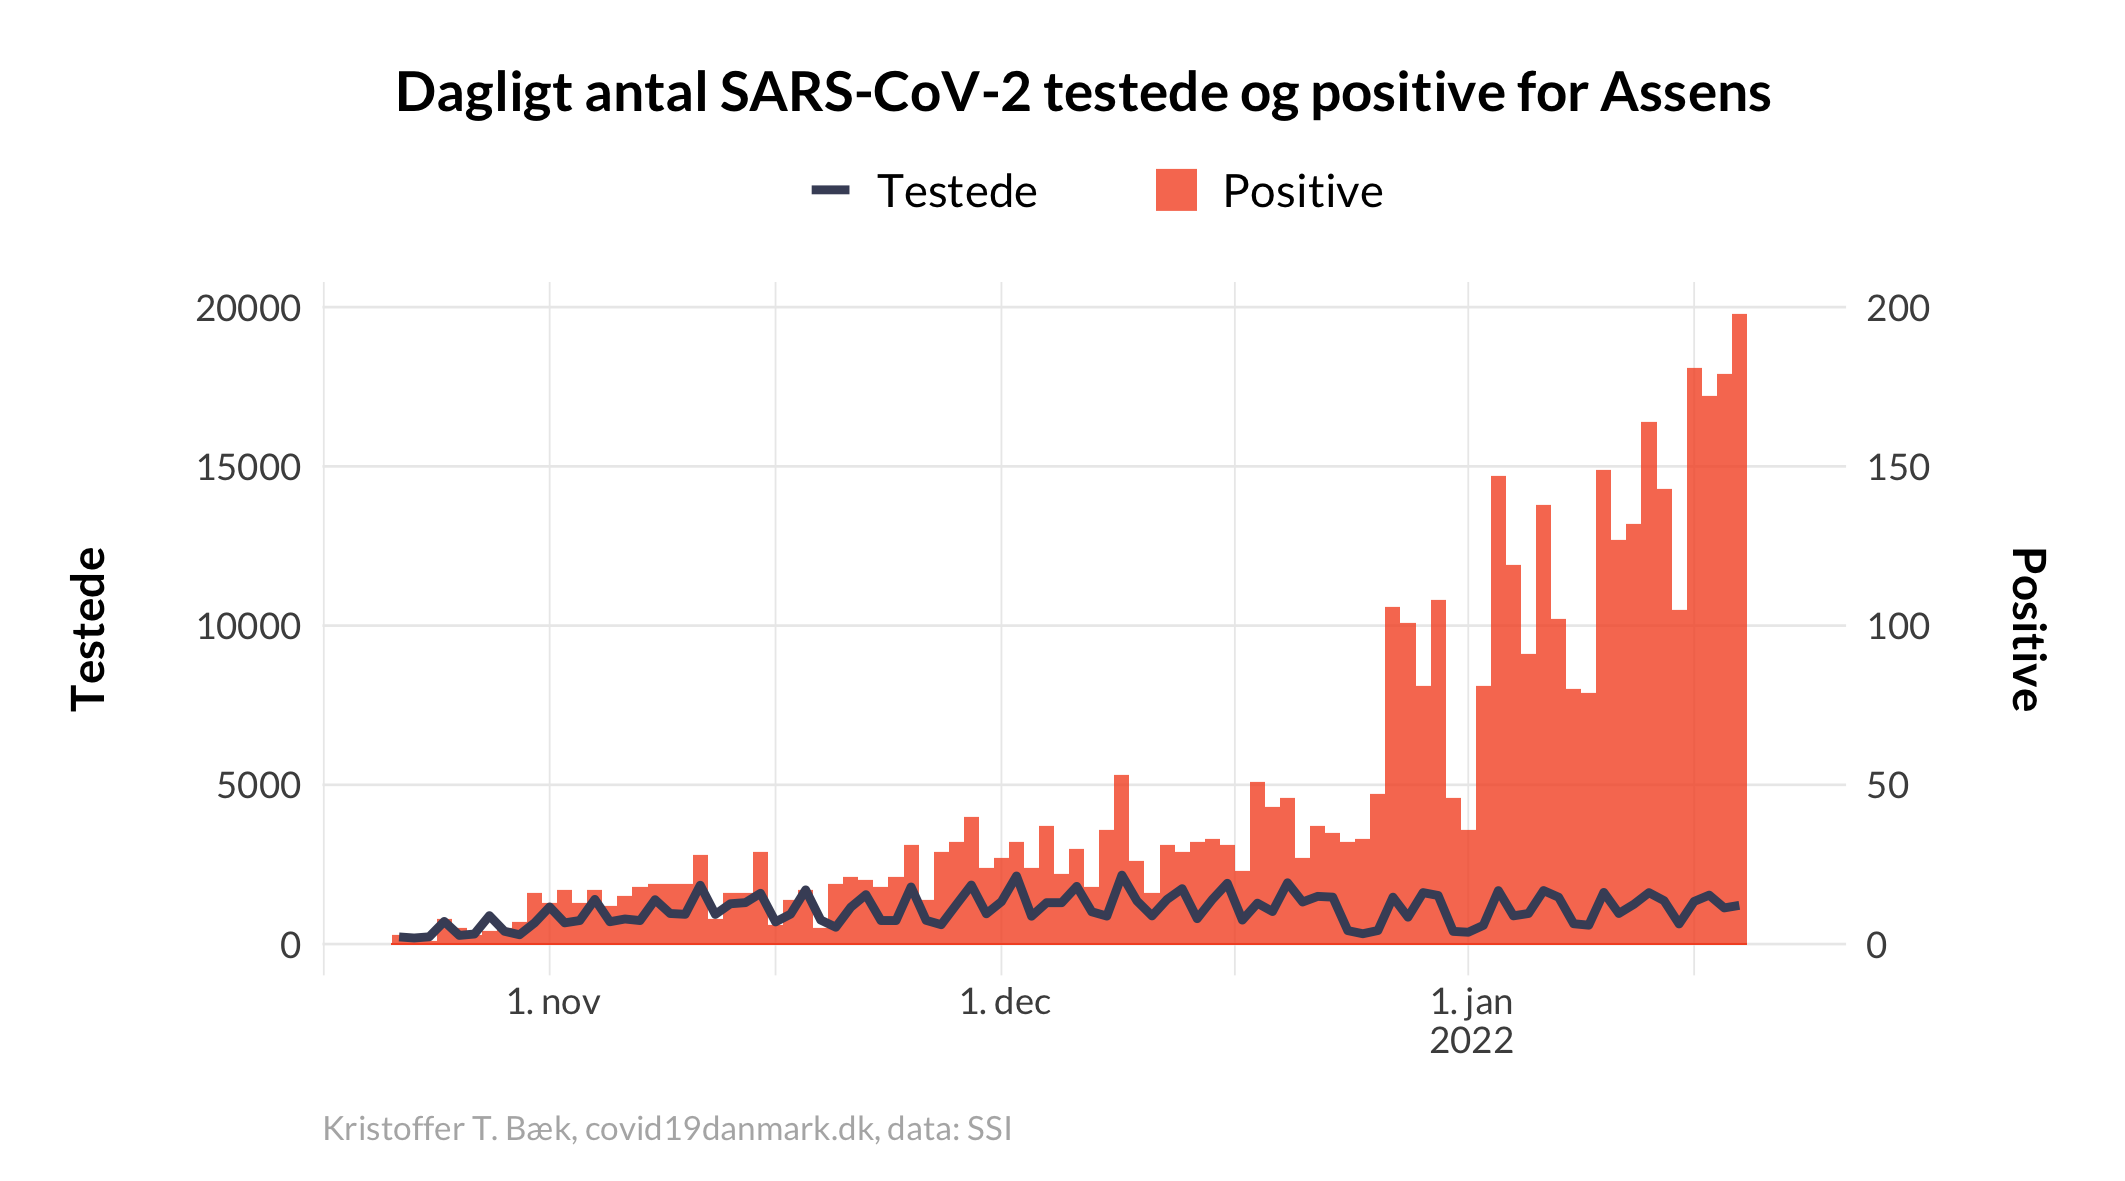 Dagligt antal SARS-CoV-2 testede og positive for Assens
Testede
Positive
20000
15000
10000
5000
0
Testede
200
150
100
50
0
Positive
1. nov
1. dec
1. jan
2022
Kristoffer T. Bæk, covid19danmark.dk, data: SSI